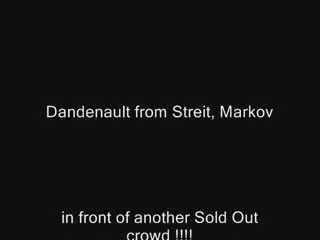 Dandenault from Streit, Markov
in front of another Sold Out
crowd !!!!